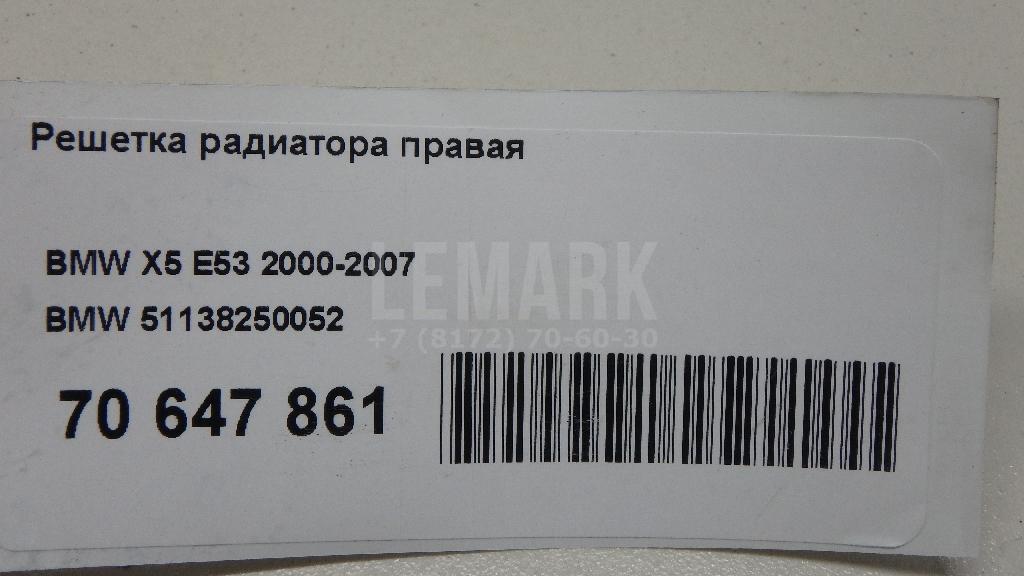 Решетка радиатора правая
BMW X5 E53 2000-2007
BMW 51138250052
LEMARK
+7 (8172) 70-60-30
70 647 861